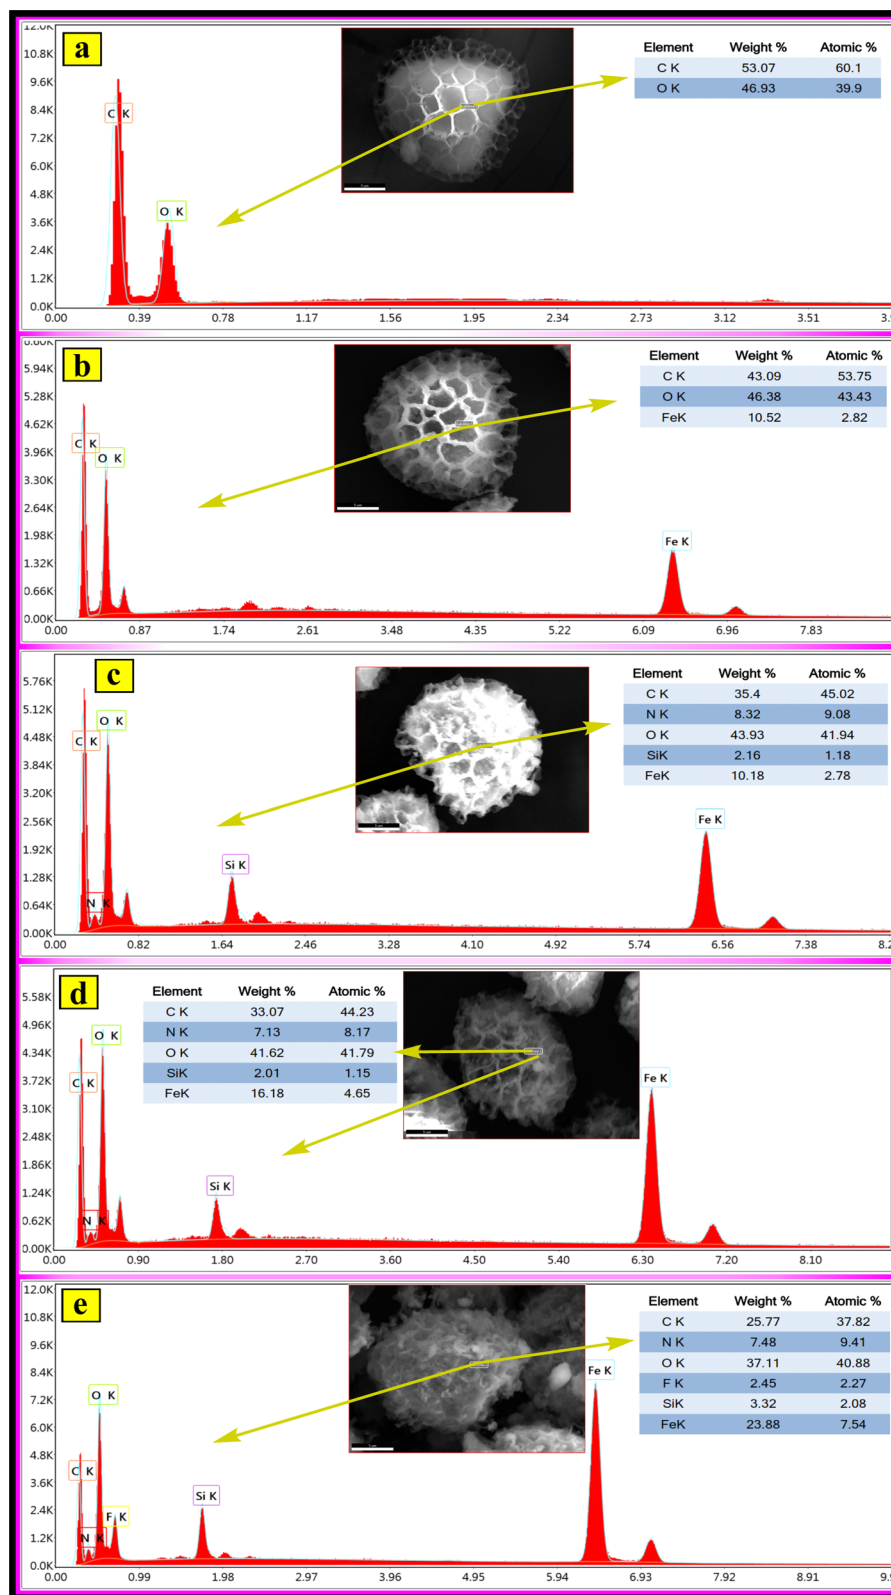 a
12.0K
10.8K
9.6K
8.4K
7.2K
6.0K
4.8K
3.6K
2.4K
1.2K
0.0K
C K
O K
0.00 0.39 0.78 1.17 1.56 1.95 2.34 2.73 3.12 3.51
Element Weight % Atomic %
C K 53.07 60.1
O K 46.93 39.9
b
6.60K
5.94K
5.28K
4.62K
3.96K
3.30K
2.64K
1.98K
1.32K
0.66K
0.00K
C K
O K
Fe K
0.00 0.87 1.74 2.61 3.48 4.35 5.22 6.09 6.96 7.83
Element Weight % Atomic %
C K 43.09 53.75
O K 46.38 43.43
FeK 10.52 2.82
c
5.76K
5.12K
4.48K
3.84K
3.20K
2.56K
1.92K
1.28K
0.64K
0.00K
O K
C K
N K
Si K
Fe K
0.00 0.82 1.64 2.46 3.28 4.10 4.92 5.74 6.56 7.38
Element Weight % Atomic %
C K 35.4 45.02
N K 8.32 9.08
O K 43.93 41.94
SiK 2.16 1.18
FeK 10.18 2.78
d
5.58K
4.96K
4.34K
3.72K
3.10K
2.48K
1.86K
1.24K
0.62K
0.00K
O K
C K
N K
Si K
Fe K
0.00 0.90 1.80 2.70 3.60 4.50 5.40 6.30 7.20 8.10
Element Weight % Atomic %
C K 33.07 44.23
N K 7.13 8.17
O K 41.62 41.79
SiK 2.01 1.15
FeK 16.18 4.65
e
12.0K
10.8K
9.6K
8.4K
7.2K
6.0K
4.8K
3.6K
2.4K
1.2K
0.0K
O K
C K
N K
F K
Si K
Fe K
0.00 0.99 1.98 2.97 3.96 4.95 5.94 6.93 7.92 8.91
Element Weight % Atomic %
C K 25.77 37.82
N K 7.48 9.41
O K 37.11 40.88
F K 2.45 2.27
SiK 3.32 2.08
FeK 23.88 7.54